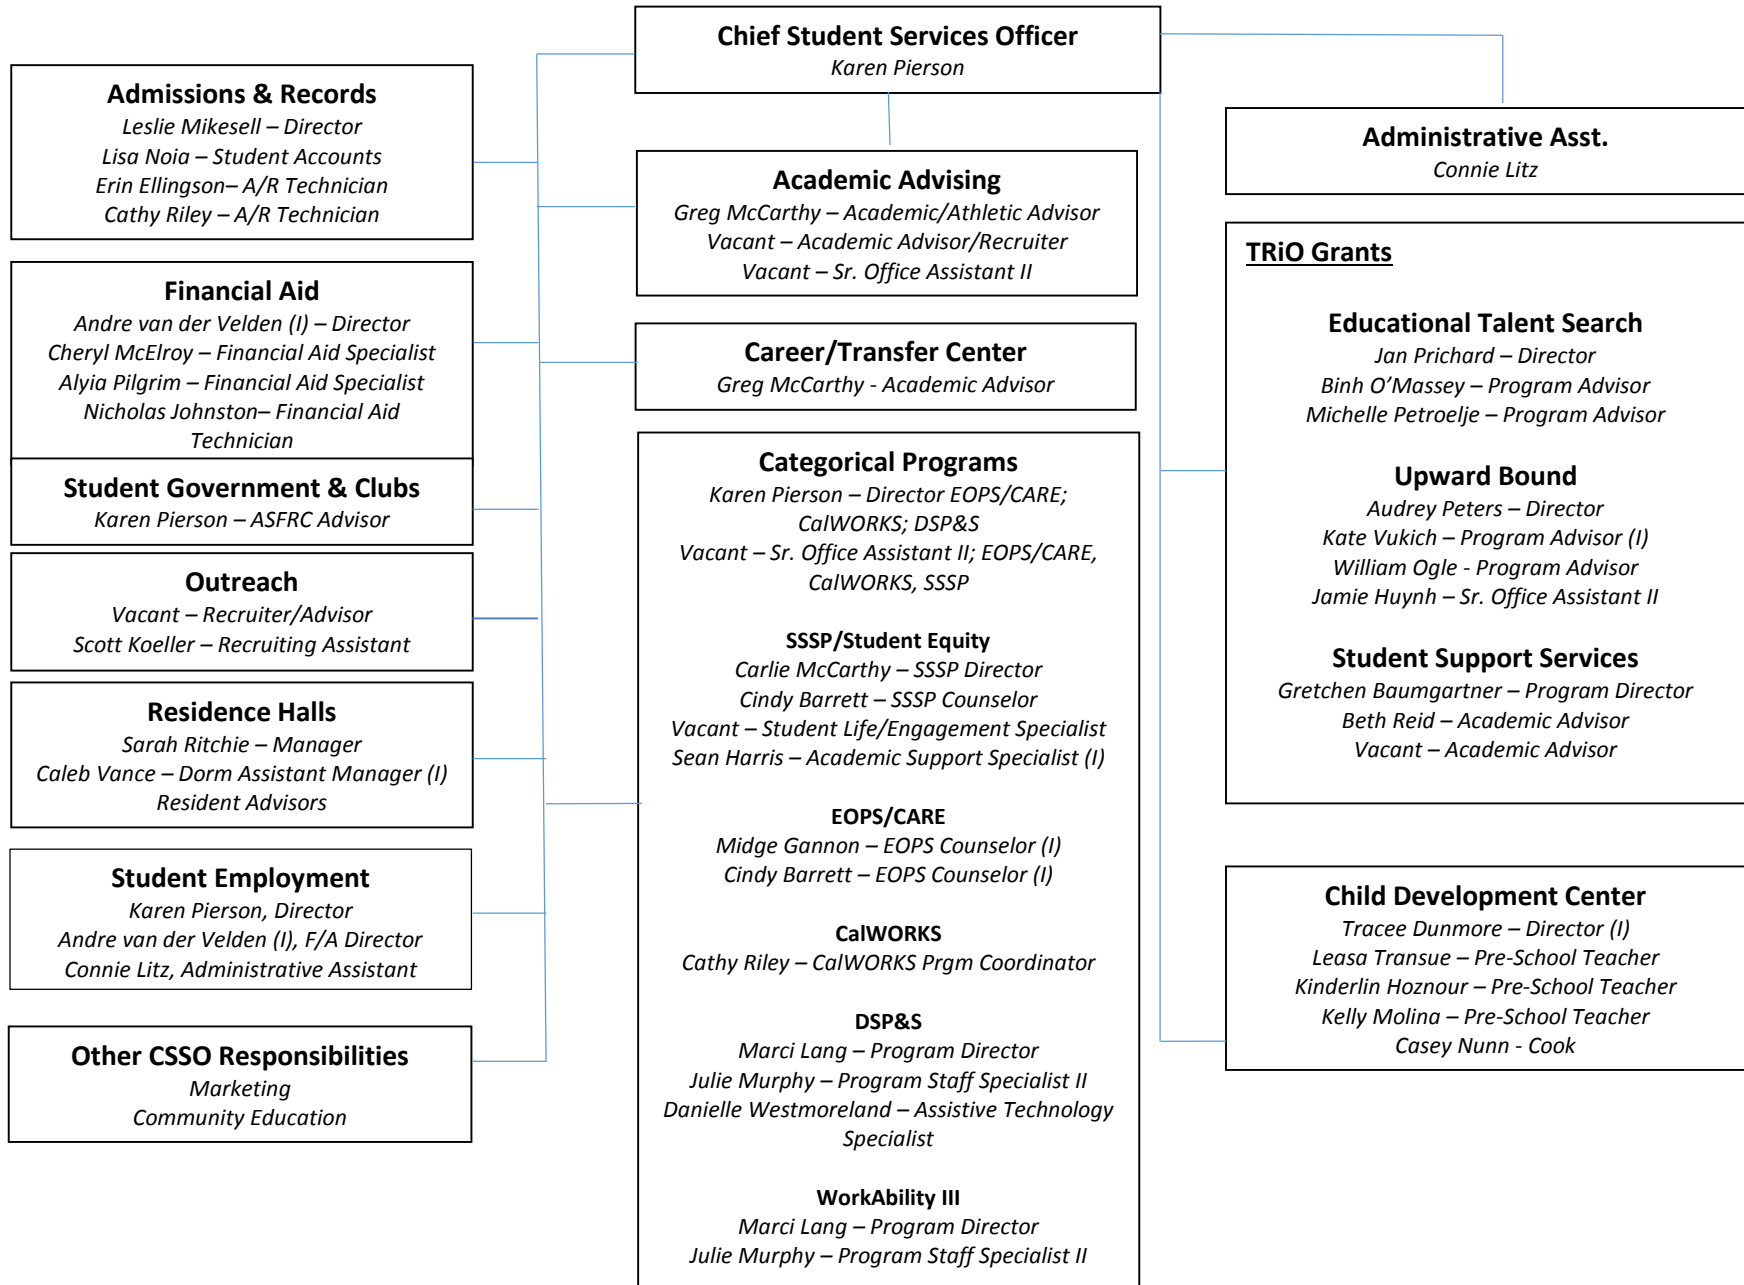 Chief Student Services Officer
Karen Pierson
Admissions & Records
Leslie Mikesell – Director
Lisa Noia – Student Accounts
Erin Ellingson– A/R Technician
Cathy Riley – A/R Technician
Financial Aid
Andre van der Velden (I) – Director
Cheryl McElroy – Financial Aid Specialist
Alyia Pilgrim – Financial Aid Specialist
Nicholas Johnston– Financial Aid
Technician
Student Government & Clubs
Karen Pierson – ASFRC Advisor
Outreach
Vacant – Recruiter/Advisor
Scott Koeller – Recruiting Assistant
Residence Halls
Sarah Ritchie – Manager
Caleb Vance – Dorm Assistant Manager (I)
Resident Advisors
Student Employment
Karen Pierson, Director
Andre van der Velden (I), F/A Director
Connie Litz, Administrative Assistant
Other CSSO Responsibilities
Marketing
Community Education
Academic Advising
Greg McCarthy – Academic/Athletic Advisor
Vacant – Academic Advisor/Recruiter
Vacant – Sr. Office Assistant II
Career/Transfer Center
Greg McCarthy - Academic Advisor
Categorical Programs
Karen Pierson – Director EOPS/CARE;
CalWORKS; DSP&S
Vacant – Sr. Office Assistant II; EOPS/CARE,
CalWORKS, SSSP
SSSP/Student Equity
Carlie McCarthy – SSSP Director
Cindy Barrett – SSSP Counselor
Vacant – Student Life/Engagement Specialist
Sean Harris – Academic Support Specialist (I)
EOPS/CARE
Midge Gannon – EOPS Counselor (I)
Cindy Barrett – EOPS Counselor (I)
CalWORKS
Cathy Riley – CalWORKS Prgm Coordinator
DSP&S
Marci Lang – Program Director
Julie Murphy – Program Staff Specialist II
Danielle Westmoreland – Assistive Technology
Specialist
WorkAbility III
Marci Lang – Program Director
Julie Murphy – Program Staff Specialist II
Administrative Asst.
Connie Litz
TRiO Grants
Educational Talent Search
Jan Prichard – Director
Binh O’Massey – Program Advisor
Michelle Petroelje – Program Advisor
Upward Bound
Audrey Peters – Director
Kate Vukich – Program Advisor (I)
William Ogle - Program Advisor
Jamie Huynh – Sr. Office Assistant II
Student Support Services
Gretchen Baumgartner – Program Director
Beth Reid – Academic Advisor
Vacant – Academic Advisor
Child Development Center
Tracee Dunmore – Director (I)
Leasa Transue – Pre-School Teacher
Kinderlin Hoznour – Pre-School Teacher
Kelly Molina – Pre-School Teacher
Casey Nunn - Cook